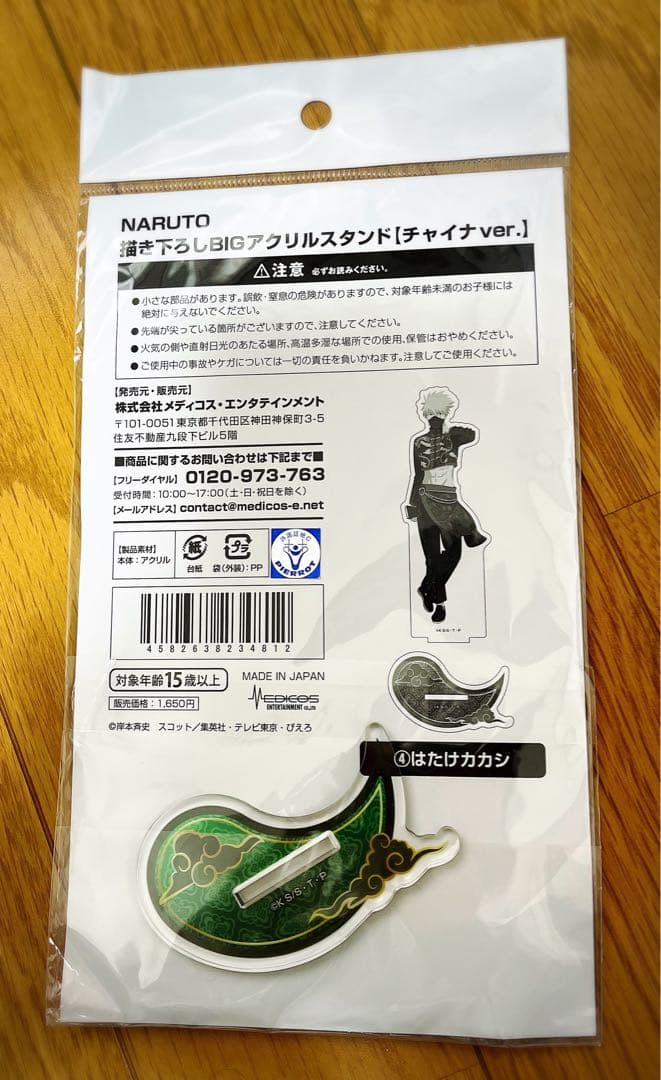 NARUTO
描き下ろしBIGアクリルスタンド【チャイナver.】
注意 必ずお読みください。
●小さな部品があります。誤飲・窒息の危険がありますので、対象年齢未満のお子様には
絶対に与えないでください。
●先端が尖っている箇所がございますので、注意してください。
●火気の側や直射日光のあたる場所、高温多湿な場所での使用、保管はおやめください。
●ご使用中の事故やケガについては一切の責任を負いかねます。注意してご使用ください。
【発売元・販売元】
株式会社メディコス・エンタテインメント
〒101-0051 東京都千代田区神田神保町3-5
住友不動産九段下ビル5階
■商品に関するお問い合わせは下記まで■
【フリーダイヤル】 0120-973-763
受付時間：10:00〜17:00(土・日・祝日を除く)
【メールアドレス】 contact@medicos-e.net
【製品素材】
本体：アクリル
紙
台紙
プラ
袋(外装)：PP
許諾証紙
PIERROT
©K S/S・T・P
4582638234812
対象年齢15歳以上
販売価格：1,650円
MADE IN JAPAN
MEDICOS
ENTERTAINMENT CO.,LTD
©岸本斉史 スコット/集英社・テレビ東京・ぴえろ
④はたけカカシ
©K S/S・T・P